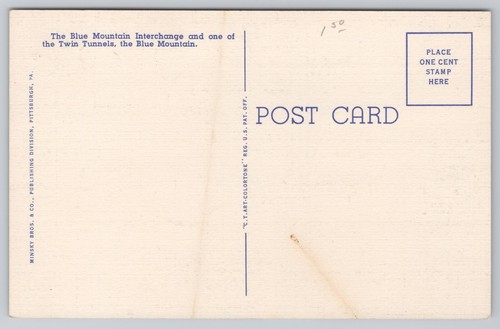 The Blue Mountain Interchange and one of
the Twin Tunnels, the Blue Mountain.
1 50
PLACE
ONE CENT
STAMP
HERE
POST CARD
MINSKY BROS. & CO., PUBLISHING DIVISION, PITTSBURGH, PA.
"C.T. ART-COLORTONE" REG. U.S. PAT. OFF.